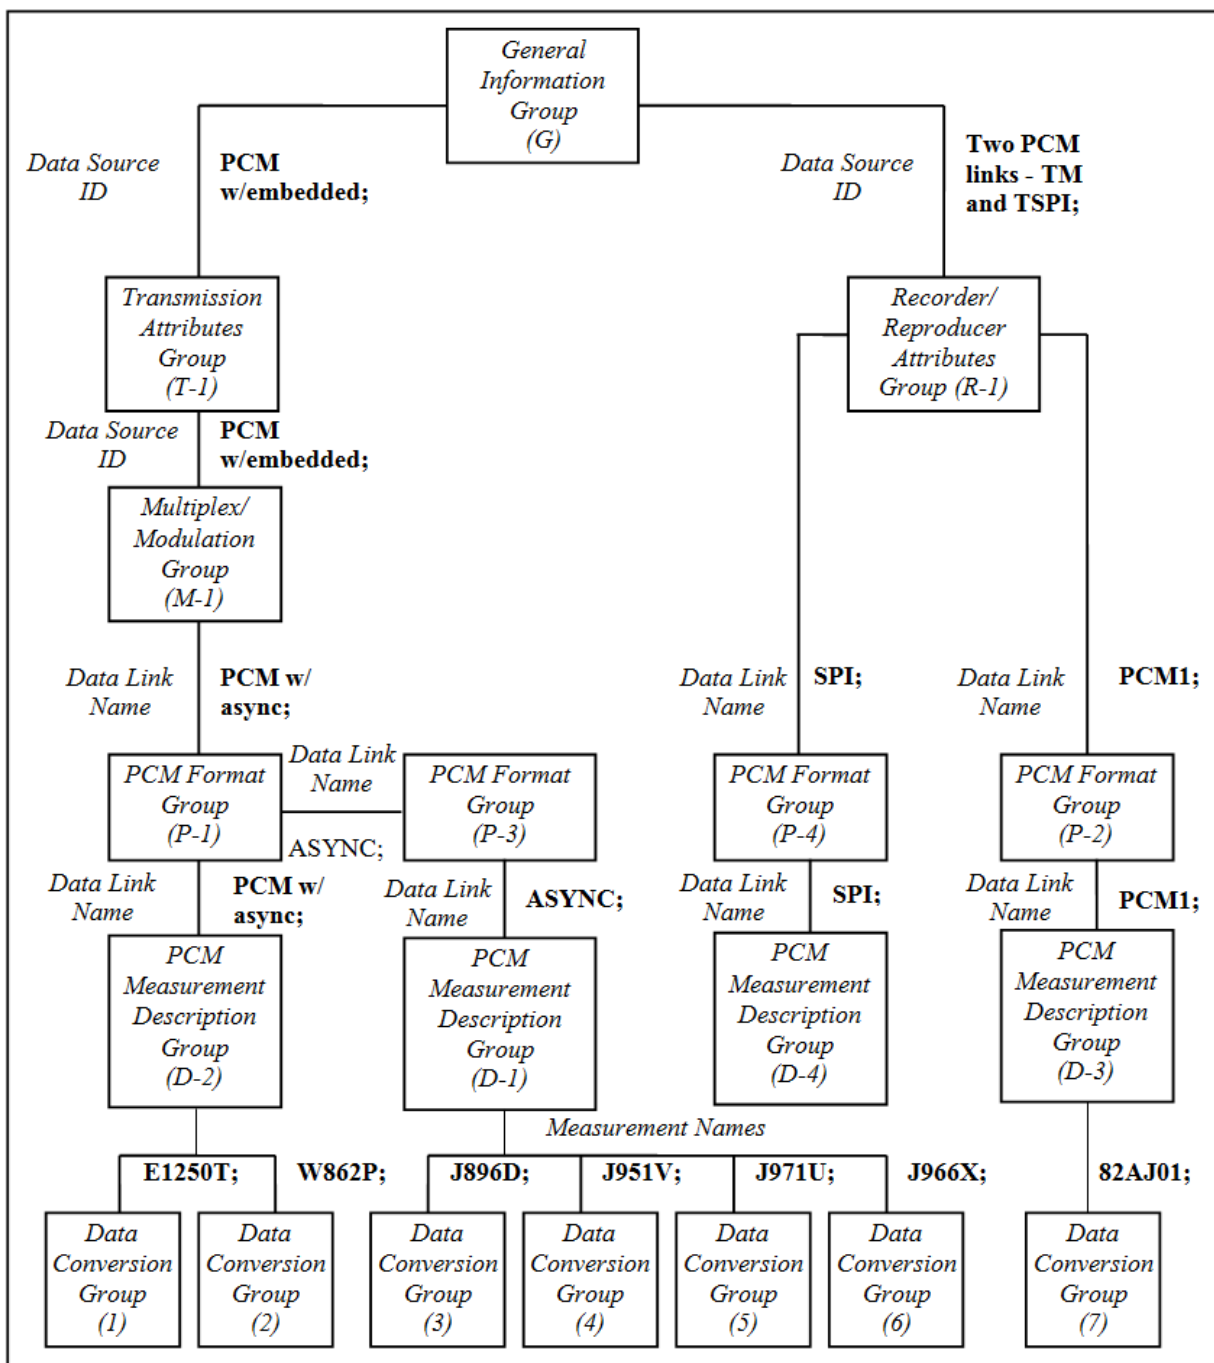 General
Information
Group
(G)
Data Source
ID
PCM
w/embedded;
Data Source
ID
Two PCM
links - TM
and TSPI;
Transmission
Attributes
Group
(T-1)
Recorder/
Reproducer
Attributes
Group (R-1)
Data Source
ID
PCM
w/embedded;
Multiplex/
Modulation
Group
(M-1)
Data Link
Name
PCM w/
async;
Data Link
Name
SPI;
Data Link
Name
PCM1;
PCM Format
Group
(P-1)
Data Link
Name
ASYNC;
PCM Format
Group
(P-3)
PCM Format
Group
(P-4)
PCM Format
Group
(P-2)
Data Link
Name
PCM w/
async;
Data Link
Name
ASYNC;
Data Link
Name
SPI;
Data Link
Name
PCM1;
PCM
Measurement
Description
Group
(D-2)
PCM
Measurement
Description
Group
(D-1)
PCM
Measurement
Description
Group
(D-4)
PCM
Measurement
Description
Group
(D-3)
Measurement Names
E1250T;
W862P;
J896D;
J951V;
J971U;
J966X;
82AJ01;
Data
Conversion
Group
(1)
Data
Conversion
Group
(2)
Data
Conversion
Group
(3)
Data
Conversion
Group
(4)
Data
Conversion
Group
(5)
Data
Conversion
Group
(6)
Data
Conversion
Group
(7)